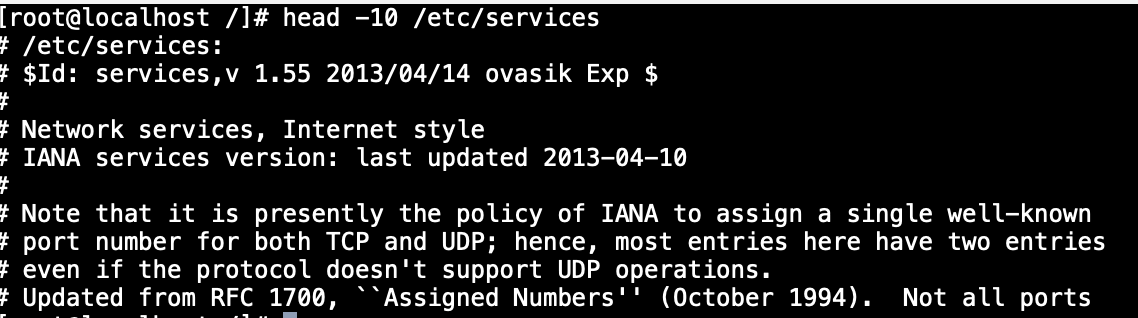 [root@localhost /]# head -10 /etc/services
# /etc/services:
# $Id: services,v 1.55 2013/04/14 ovasik Exp $
#
# Network services, Internet style
# IANA services version: last updated 2013-04-10
#
# Note that it is presently the policy of IANA to assign a single well-known
# port number for both TCP and UDP; hence, most entries here have two entries
# even if the protocol doesn't support UDP operations.
# Updated from RFC 1700, ``Assigned Numbers'' (October 1994).  Not all ports
[root@localhost /]#